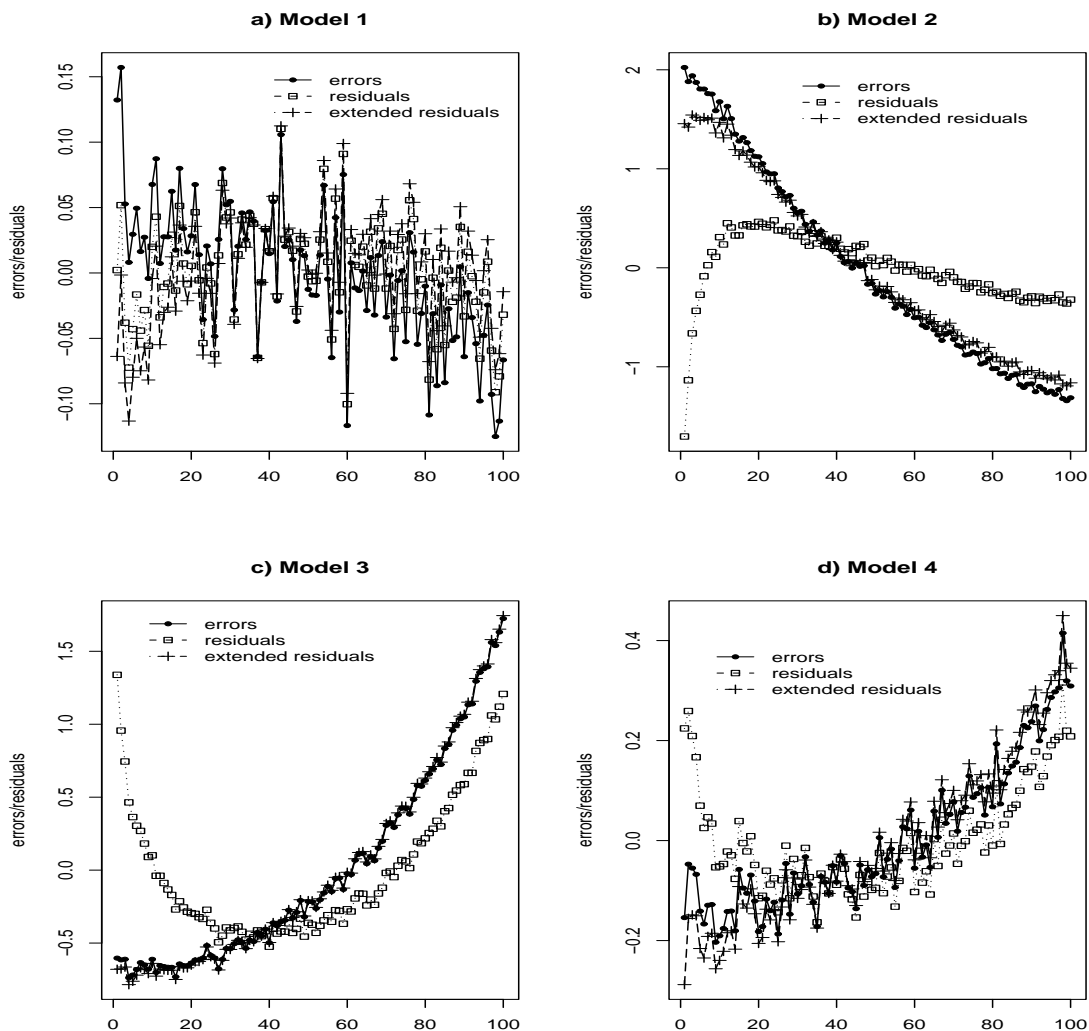 a) Model 1
errors
residuals
extended residuals
errors/residuals
0.15
0.10
0.05
0.00
−0.05
−0.10
0 20 40 60 80 100
b) Model 2
errors
residuals
extended residuals
errors/residuals
2
1
0
−1
0 20 40 60 80 100
c) Model 3
errors
residuals
extended residuals
errors/residuals
1.5
1.0
0.5
0.0
−0.5
0 20 40 60 80 100
d) Model 4
errors
residuals
extended residuals
errors/residuals
0.4
0.2
0.0
−0.2
0 20 40 60 80 100